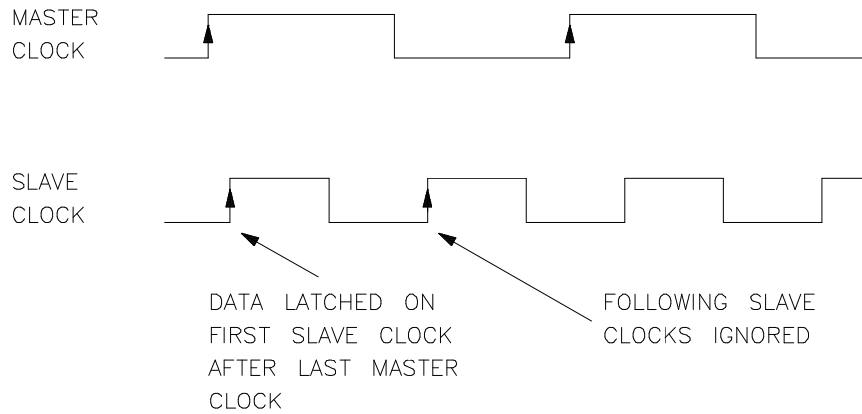 MASTER
CLOCK
SLAVE
CLOCK
DATA LATCHED ON
FIRST SLAVE CLOCK
AFTER LAST MASTER
CLOCK
FOLLOWING SLAVE
CLOCKS IGNORED